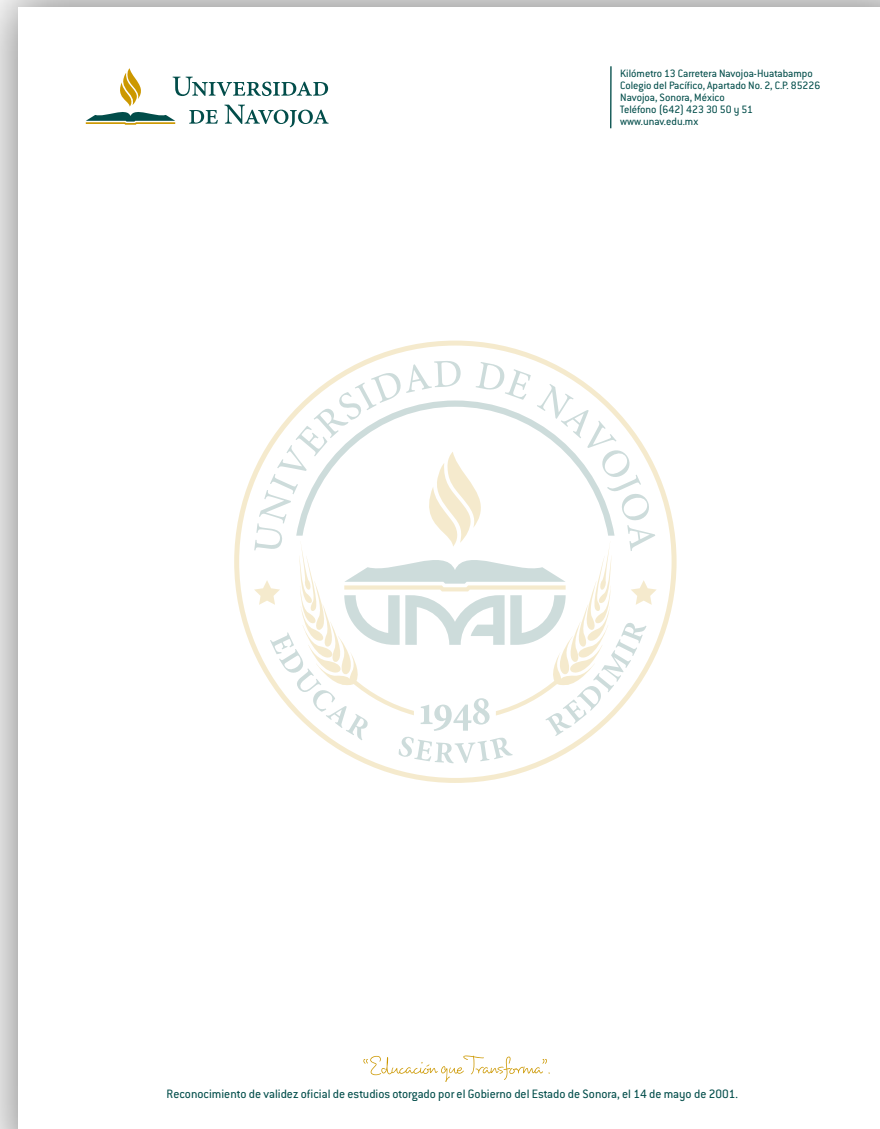 UNIVERSIDAD
DE NAVOJOA
Kilómetro 13 Carretera Navojoa-Huatabampo
Colegio del Pacífico, Apartado No. 2, C.P. 85226
Navojoa, Sonora, México
Teléfono (642) 423 30 50 y 51
www.unav.edu.mx
UNIVERSIDAD DE NAVOJOA
UNAV
1948
EDUCAR SERVIR REDIMIR
“Educación que Transforma”.
Reconocimiento de validez oficial de estudios otorgado por el Gobierno del Estado de Sonora, el 14 de mayo de 2001.